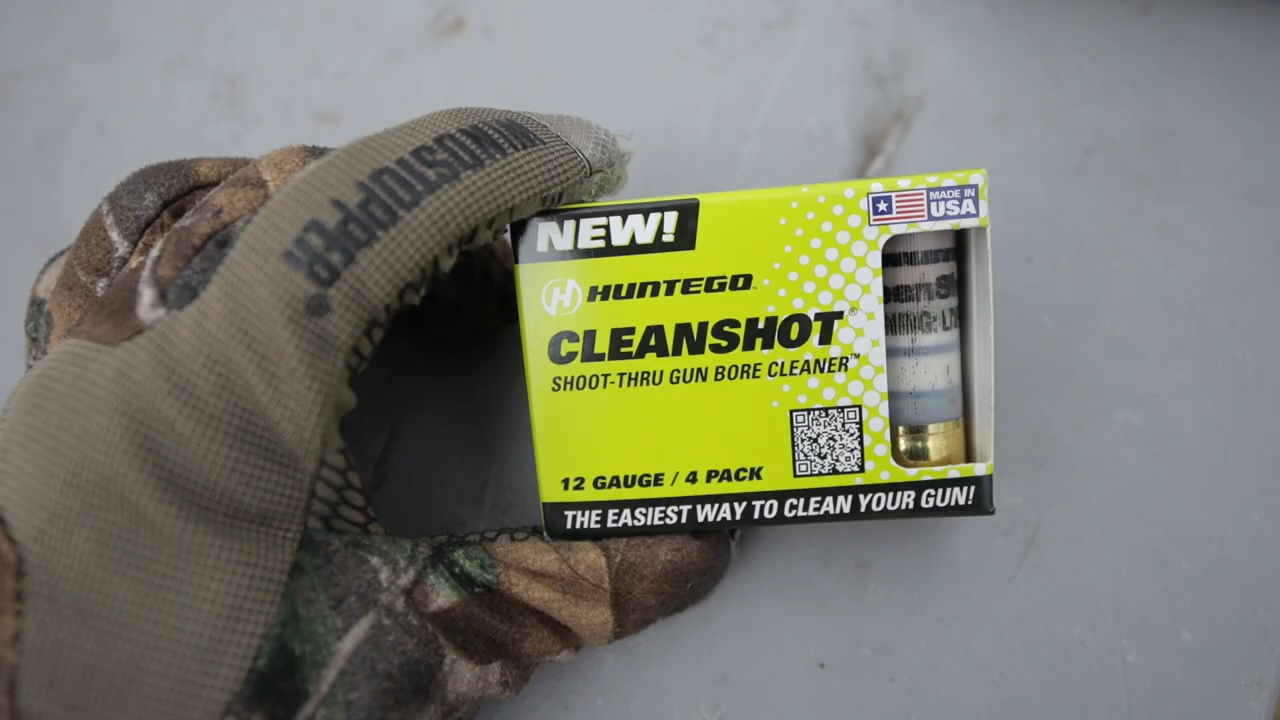 WINDSTOPPER®
NEW!
MADE IN
USA
H HUNTEGO™
CLEANSHOT®
SHOOT-THRU GUN BORE CLEANER™
12 GAUGE / 4 PACK
THE EASIEST WAY TO CLEAN YOUR GUN!